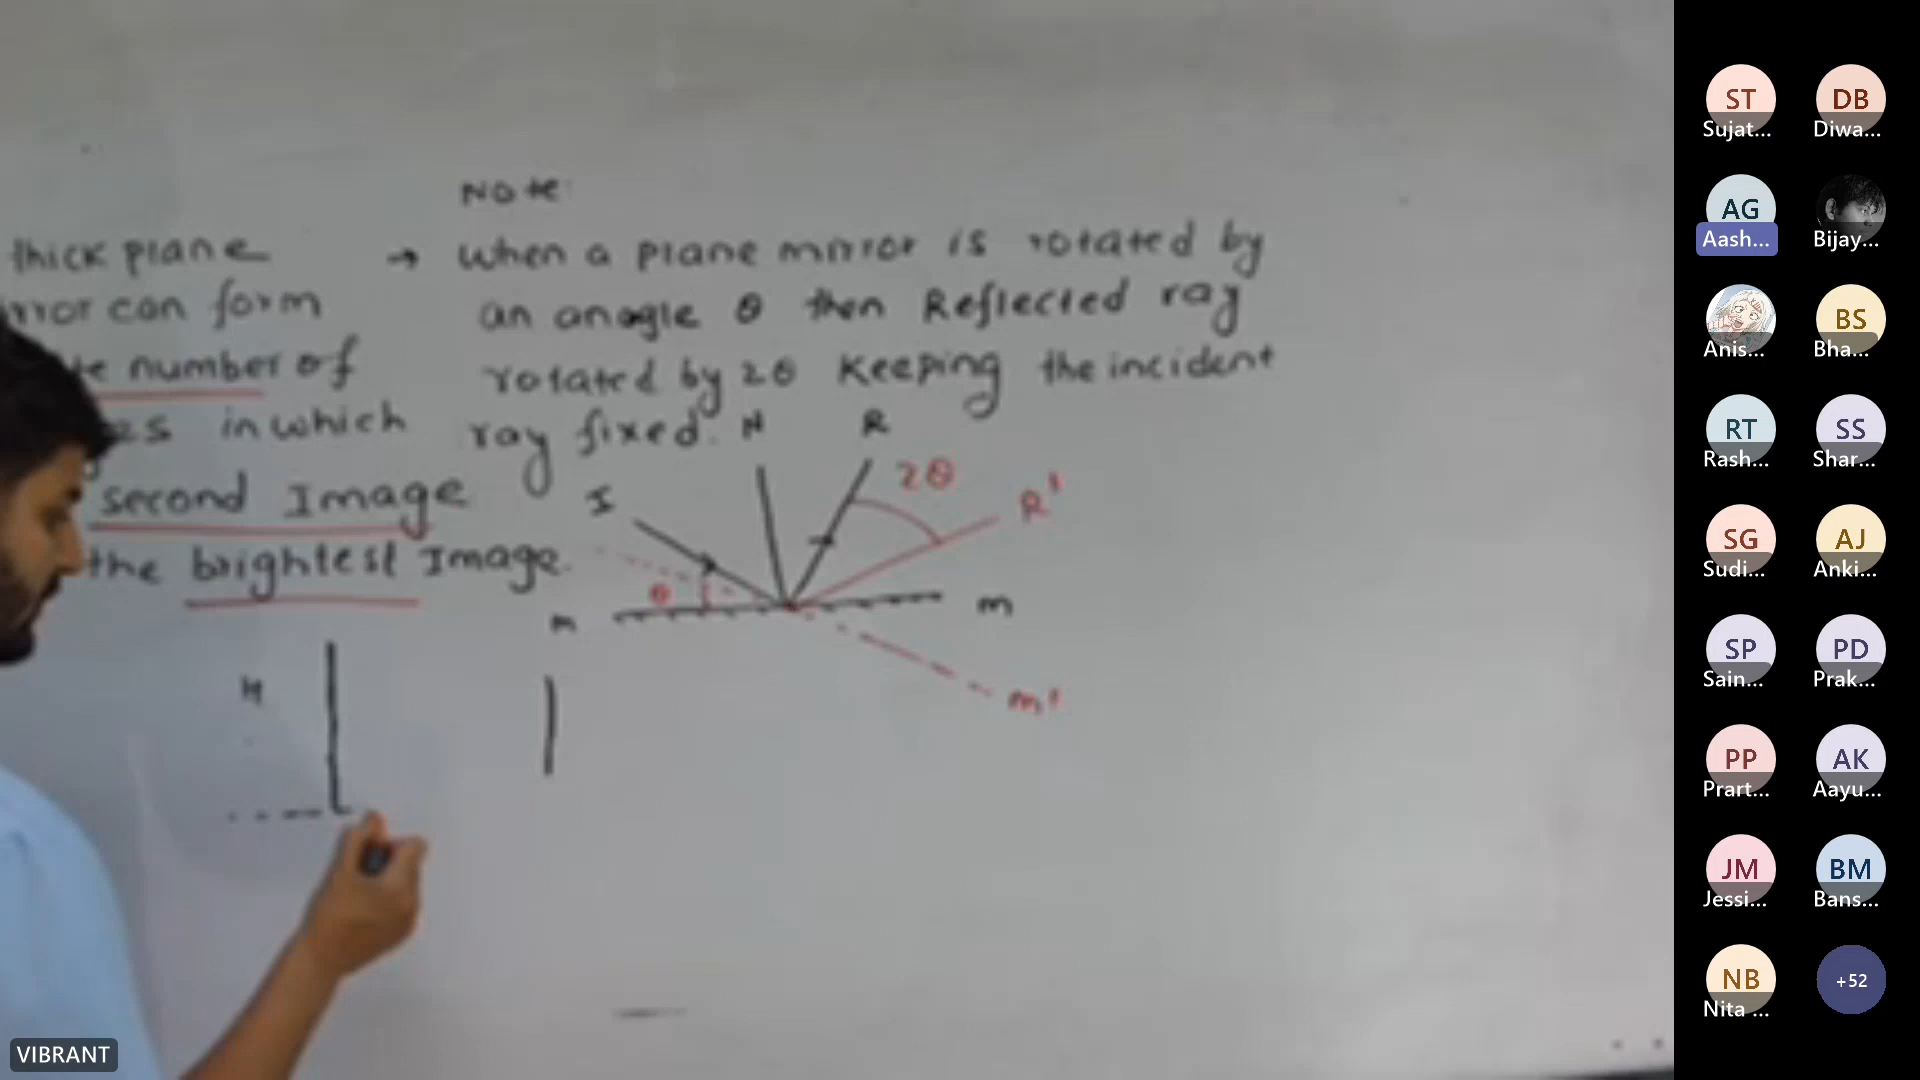 Note:
thick plane
→ When a plane mirror is rotated by
can form
an anogle θ then Reflected ray
number of
rotated by 2θ keeping the incident
in which
ray fixed.
N
R
second Image
2θ
I
R'
the brightest Image.
θ
m
m'
H
ST
Sujat...
DB
Diwa...
AG
Aash...
Bijay...
Anis...
BS
Bha...
RT
Rash...
SS
Shar...
SG
Sudi...
AJ
Anki...
SP
Sain...
PD
Prak...
PP
Prart...
AK
Aayu...
JM
Jessi...
BM
Bans...
NB
Nita ...
+52
VIBRANT